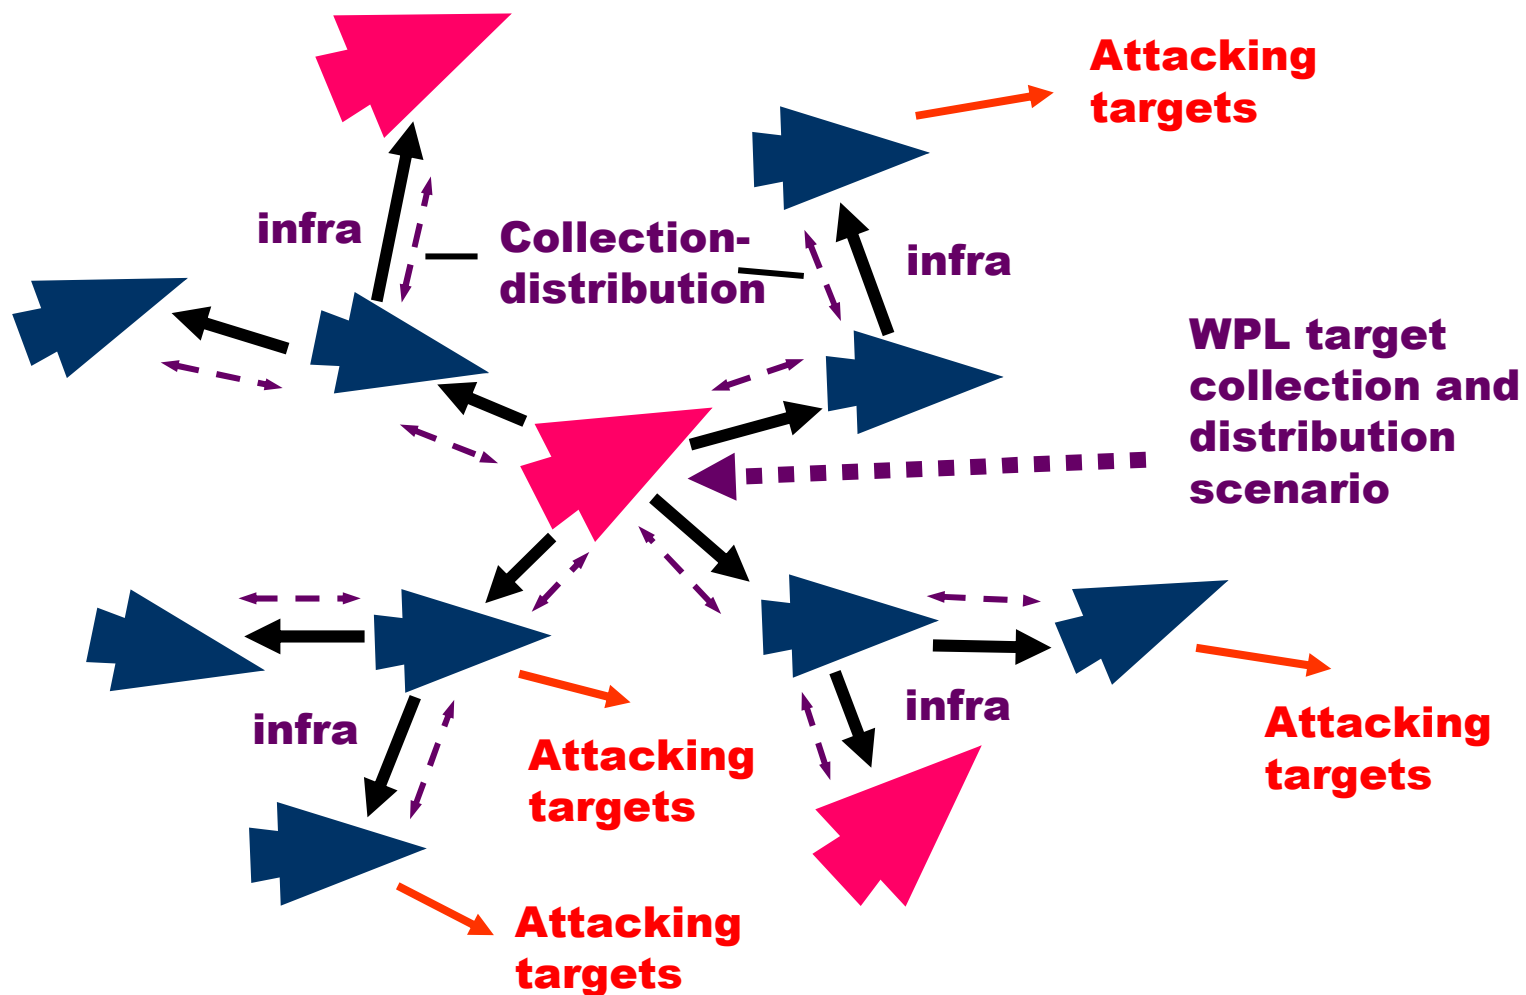 Attacking
targets
infra
Collection-
distribution
infra
WPL target
collection and
distribution
scenario
infra
Attacking
targets
infra
Attacking
targets
Attacking
targets